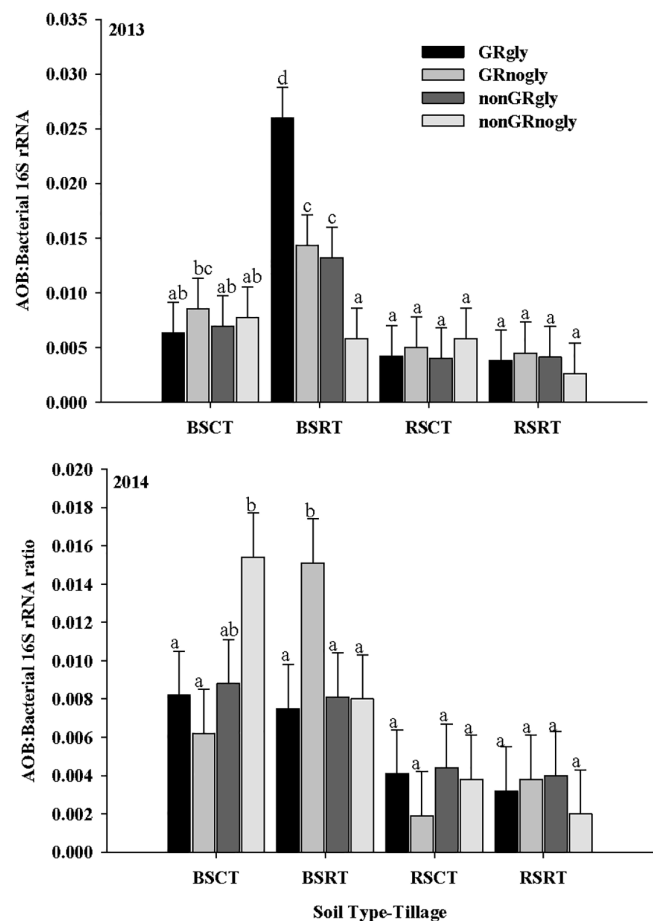 2013
GRgly
GRnogly
nonGRgly
nonGRnogly
AOB:Bacterial 16S rRNA
0.035
0.030
0.025
0.020
0.015
0.010
0.005
0.000
ab bc ab ab
d c c a
a a a a
a a a a
BSCT BSRT RSCT RSRT
2014
AOB:Bacterial 16S rRNA ratio
0.020
0.018
0.016
0.014
0.012
0.010
0.008
0.006
0.004
0.002
0.000
a a ab b
a b a a
a a a a
a a a a
BSCT BSRT RSCT RSRT
Soil Type-Tillage